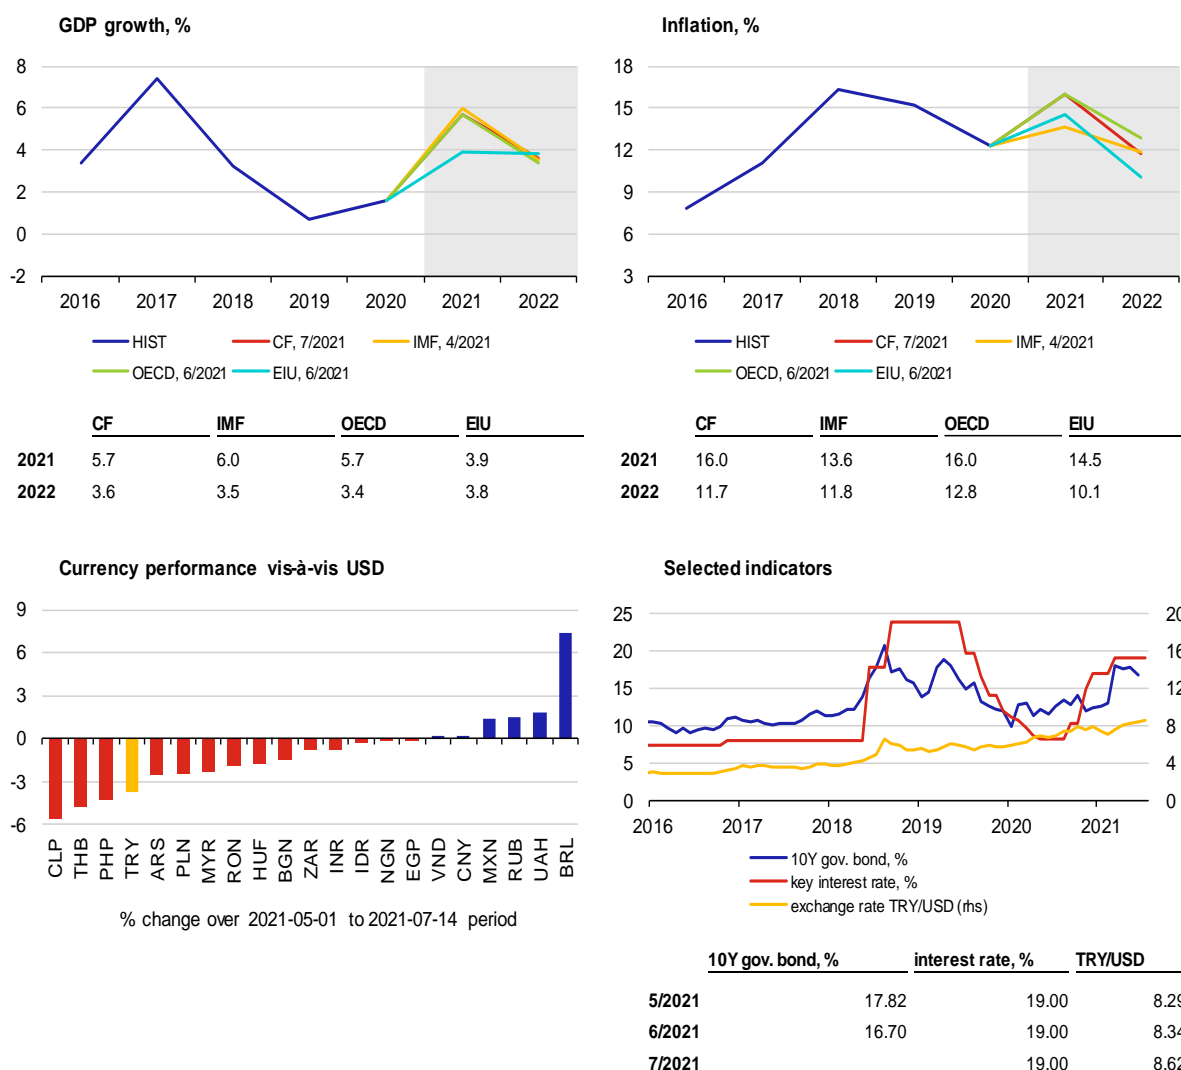 GDP growth, %
8
6
4
2
0
-2
2016 2017 2018 2019 2020 2021 2022
HIST CF, 7/2021 IMF, 4/2021
OECD, 6/2021 EIU, 6/2021
CF IMF OECD EIU
2021 5.7 6.0 5.7 3.9
2022 3.6 3.5 3.4 3.8
Inflation, %
18
15
12
9
6
3
2016 2017 2018 2019 2020 2021 2022
HIST CF, 7/2021 IMF, 4/2021
OECD, 6/2021 EIU, 6/2021
CF IMF OECD EIU
2021 16.0 13.6 16.0 14.5
2022 11.7 11.8 12.8 10.1
Currency performance vis-à-vis USD
9
6
3
0
-3
-6
CLP THB PHP TRY ARS PLN MYR RON HUF BGN ZAR INR IDR NGN EGP VND CNY MXN RUB UAH BRL
% change over 2021-05-01 to 2021-07-14 period
Selected indicators
25 20
20 16
15 12
10 8
5 4
0 0
2016 2017 2018 2019 2020 2021
10Y gov. bond, %
key interest rate, %
exchange rate TRY/USD (rhs)
10Y gov. bond, % interest rate, % TRY/USD
5/2021 17.82 19.00 8.29
6/2021 16.70 19.00 8.34
7/2021 19.00 8.62